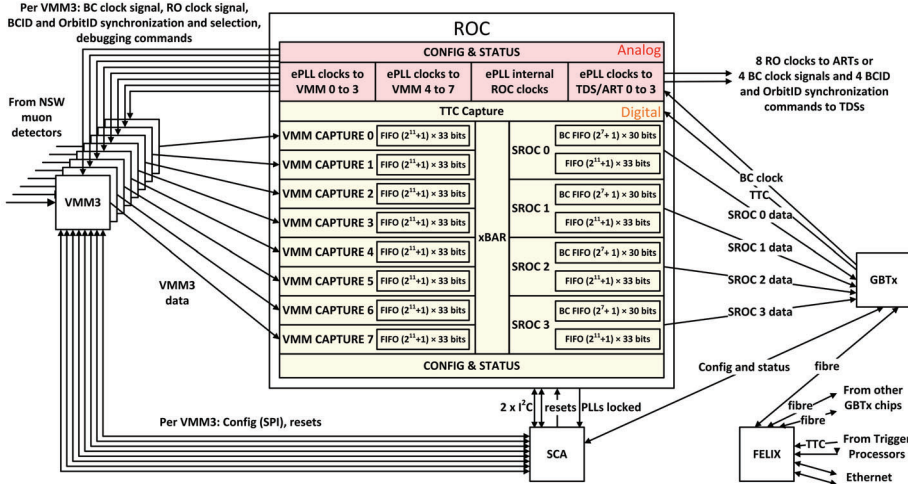 Per VMM3: BC clock signal, RO clock signal,
BCID and OrbitID synchronization and selection,
debugging commands
ROC
CONFIG & STATUS
Analog
ePLL clocks to
VMM 0 to 3
ePLL clocks to
VMM 4 to 7
ePLL internal
ROC clocks
ePLL clocks to
TDS/ART 0 to 3
8 RO clocks to ARTs or
4 BC clock signals and 4 BCID
and OrbitID synchronization
commands to TDSs
TTC Capture
Digital
From NSW
muon
detectors
VMM3
VMM CAPTURE 0
FIFO (2¹¹+1) × 33 bits
VMM CAPTURE 1
FIFO (2¹¹+1) × 33 bits
VMM CAPTURE 2
FIFO (2¹¹+1) × 33 bits
VMM CAPTURE 3
FIFO (2¹¹+1) × 33 bits
VMM CAPTURE 4
FIFO (2¹¹+1) × 33 bits
VMM CAPTURE 5
FIFO (2¹¹+1) × 33 bits
VMM CAPTURE 6
FIFO (2¹¹+1) × 33 bits
VMM CAPTURE 7
FIFO (2¹¹+1) × 33 bits
xBAR
SROC 0
BC FIFO (2⁷+ 1) × 30 bits
FIFO (2¹¹+1) × 33 bits
SROC 1
BC FIFO (2⁷+ 1) × 30 bits
FIFO (2¹¹+1) × 33 bits
SROC 2
BC FIFO (2⁷+ 1) × 30 bits
FIFO (2¹¹+1) × 33 bits
SROC 3
BC FIFO (2⁷+ 1) × 30 bits
FIFO (2¹¹+1) × 33 bits
CONFIG & STATUS
VMM3
data
BC clock
TTC
SROC 0 data
SROC 1 data
SROC 2 data
SROC 3 data
GBTx
Config and status
fibre
2 x I²C
resets
PLLs locked
Per VMM3: Config (SPI), resets
SCA
FELIX
fibre
fibre
From other
GBTx chips
TTC
From Trigger
Processors
Ethernet